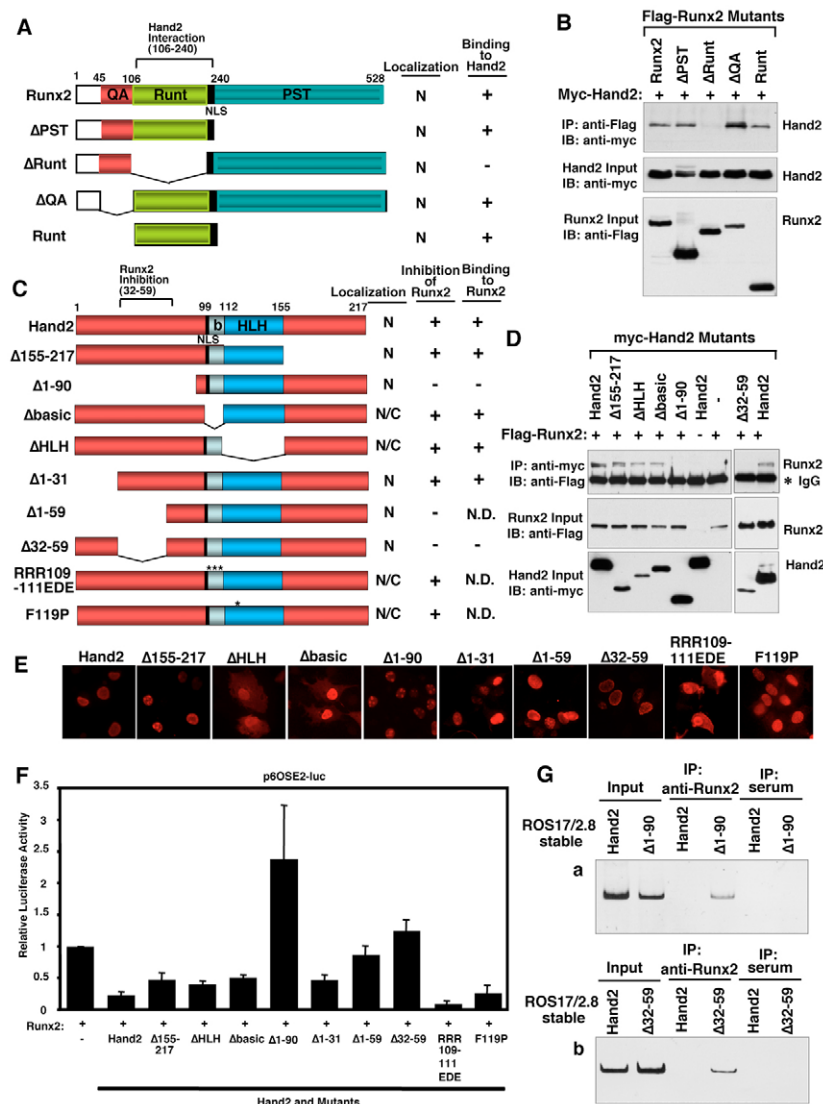 A
Hand2
Interaction
(106-240)
Localization
Binding
to
Hand2
1 45 106 240 528
Runx2 QA Runt PST N +
NLS
ΔPST N +
ΔRunt N -
ΔQA N +
Runt N +
B
Flag-Runx2 Mutants
Runx2 ΔPST ΔRunt ΔQA Runt
Myc-Hand2: + + + + +
IP: anti-Flag
IB: anti-myc
Hand2
Hand2 Input
IB: anti-myc
Hand2
Runx2 Input
IB: anti-Flag
Runx2
C
Runx2
Inhibition
(32-59)
Localization
Inhibition
of
Runx2
Binding
to
Runx2
1 99 112 155 217
Hand2 b HLH N + +
NLS
Δ155-217 N + +
Δ1-90 N - -
Δbasic N/C + +
ΔHLH N/C + +
Δ1-31 N + +
Δ1-59 N - N.D.
Δ32-59 N - -
RRR109
-111EDE *** N/C + N.D.
F119P * N/C + N.D.
D
myc-Hand2 Mutants
Hand2 Δ155-217 ΔHLH Δbasic Δ1-90 Hand2 - Δ32-59 Hand2
Flag-Runx2: + + + + + - + + +
IP: anti-myc
IB: anti-Flag
Runx2
* IgG
Runx2 Input
IB: anti-Flag
Runx2
Hand2 Input
IB: anti-myc
Hand2
E
Hand2 Δ155-217 ΔHLH Δbasic Δ1-90 Δ1-31 Δ1-59 Δ32-59 RRR109-
111EDE F119P
F
p6OSE2-luc
Relative Luciferase Activity
3.5
3
2.5
2
1.5
1
0.5
0
Runx2: + + + + + + + + + +
- Hand2 Δ155-
217 ΔHLH Δbasic Δ1-90 Δ1-31 Δ1-59 Δ32-59 RRR
109-
111
EDE F119P
Hand2 and Mutants
G
Input
IP:
anti-Runx2
IP:
serum
ROS17/2.8
stable
Hand2 Δ1-90 Hand2 Δ1-90 Hand2 Δ1-90
a
Input
IP:
anti-Runx2
IP:
serum
ROS17/2.8
stable
Hand2 Δ32-59 Hand2 Δ32-59 Hand2 Δ32-59
b